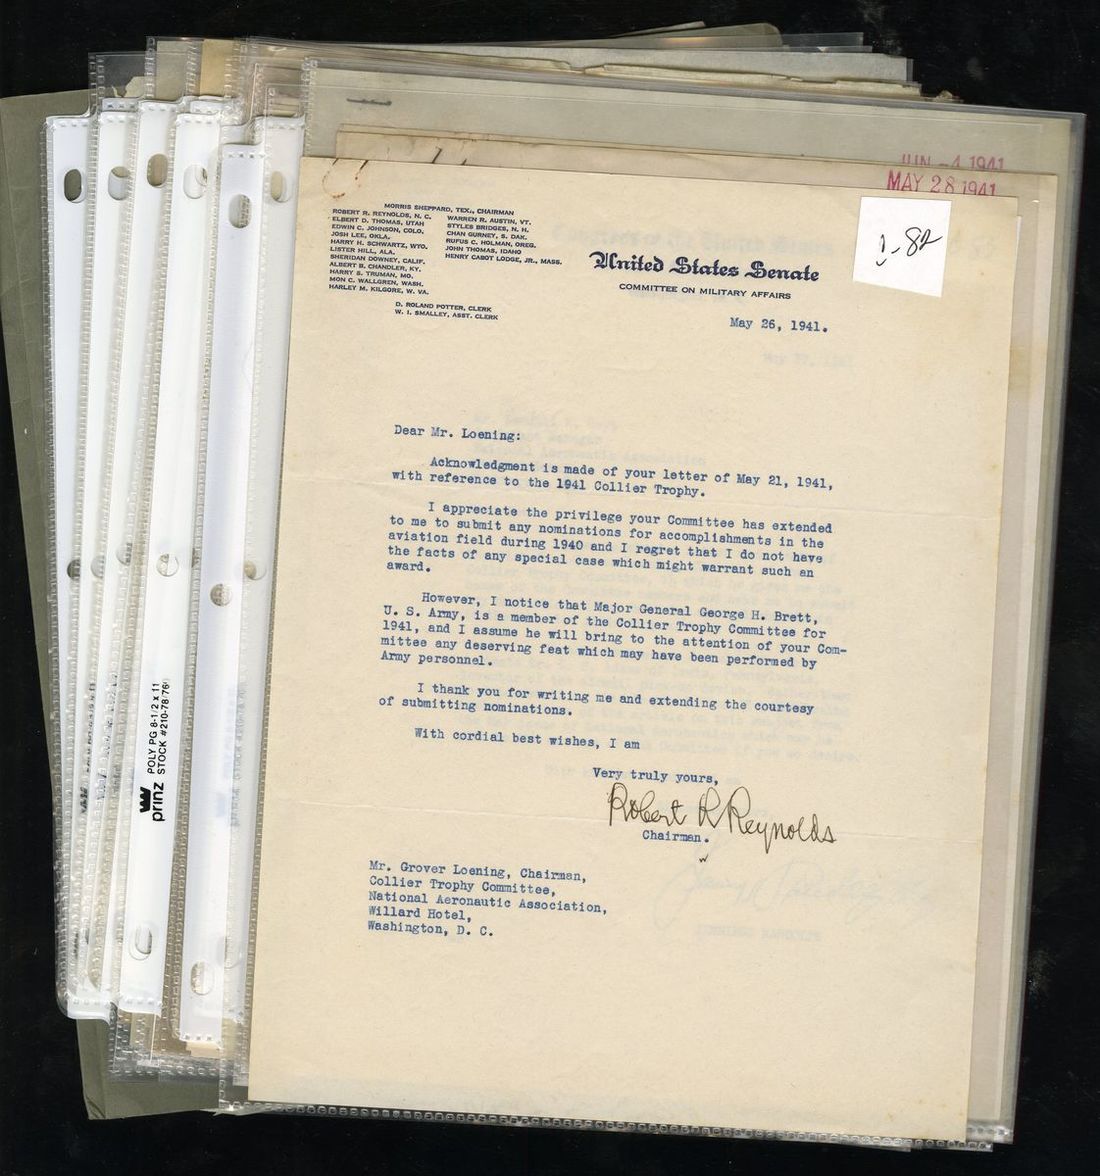 JUN -4 1941
MAY 28 1941
MORRIS SHEPPARD, TEX., CHAIRMAN
ROBERT R. REYNOLDS, N. C.
ELBERT D. THOMAS, UTAH
EDWIN C. JOHNSON, COLO.
JOSH LEE, OKLA.
HARRY H. SCHWARTZ, WYO.
LISTER HILL, ALA.
SHERIDAN DOWNEY, CALIF.
ALBERT B. CHANDLER, KY.
HARRY S. TRUMAN, MO.
MON C. WALLGREN, WASH.
HARLEY M. KILGORE, W. VA.
WARREN R. AUSTIN, VT.
STYLES BRIDGES, N. H.
CHAN GURNEY, S. DAK.
RUFUS C. HOLMAN, OREG.
JOHN THOMAS, IDAHO
HENRY CABOT LODGE, JR., MASS.
D. ROLAND POTTER, CLERK
W. I. SMALLEY, ASST. CLERK
United States Senate
COMMITTEE ON MILITARY AFFAIRS
May 26, 1941.
Dear Mr. Loening:
Acknowledgment is made of your letter of May 21, 1941,
with reference to the 1941 Collier Trophy.
I appreciate the privilege your Committee has extended
to me to submit any nominations for accomplishments in the
aviation field during 1940 and I regret that I do not have
the facts of any special case which might warrant such an
award.
However, I notice that Major General George H. Brett,
U. S. Army, is a member of the Collier Trophy Committee for
1941, and I assume he will bring to the attention of your Com-
mittee any deserving feat which may have been performed by
Army personnel.
I thank you for writing me and extending the courtesy
of submitting nominations.
With cordial best wishes, I am
Very truly yours,
Robert R Reynolds
Chairman.
Mr. Grover Loening, Chairman,
Collier Trophy Committee,
National Aeronautic Association,
Willard Hotel,
Washington, D. C.
prinz POLY PG 8-1/2 x 11
STOCK #210-78760